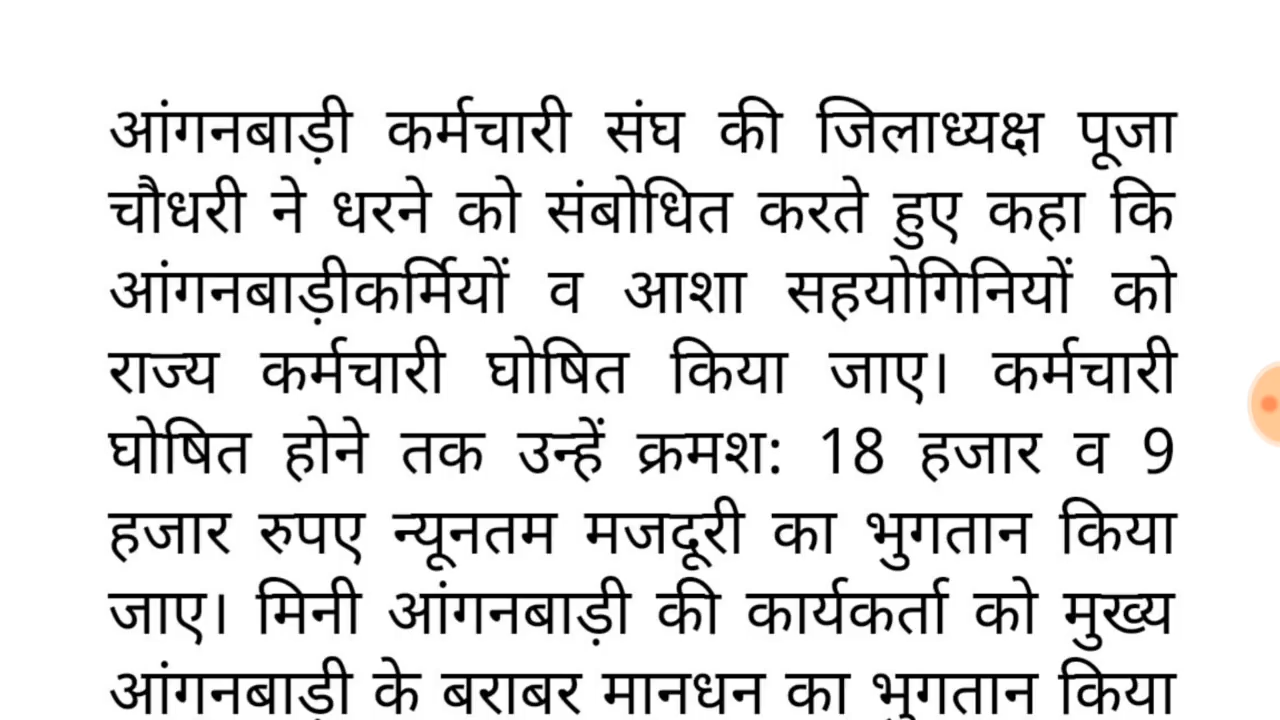 आंगनबाड़ी कर्मचारी संघ की जिलाध्यक्ष पूजा
चौधरी ने धरने को संबोधित करते हुए कहा कि
आंगनबाड़ीकर्मियों व आशा सहयोगिनियों को
राज्य कर्मचारी घोषित किया जाए। कर्मचारी
घोषित होने तक उन्हें क्रमश: 18 हजार व 9
हजार रुपए न्यूनतम मजदूरी का भुगतान किया
जाए। मिनी आंगनबाड़ी की कार्यकर्ता को मुख्य
आंगनबाड़ी के बराबर मानधन का भुगतान किया